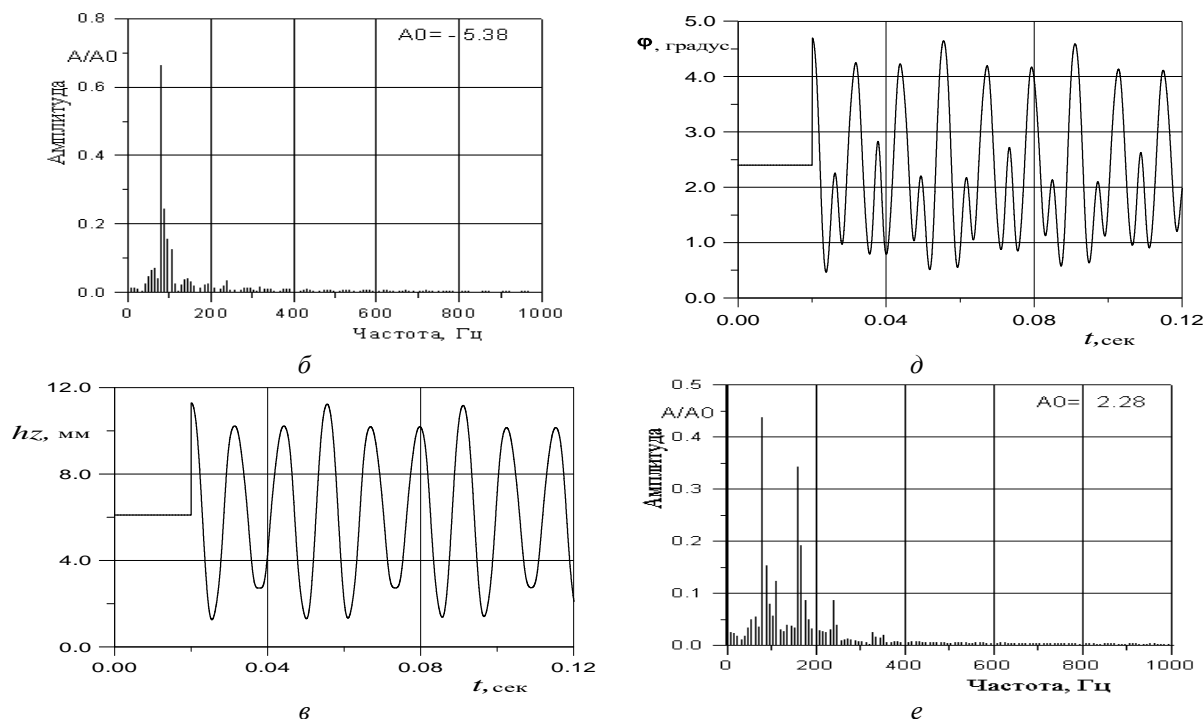 0.8
A0= - 5.38
A/A0
Амплитуда
0.6
0.4
0.2
0.0
0
200
400
600
800
1000
Частота, Гц
б
5.0
φ, градус
4.0
3.0
2.0
1.0
0.0
0.00
0.04
0.08
0.12
t,сек
д
12.0
hz, мм
8.0
4.0
0.0
0.00
0.04
0.08
0.12
t,сек
в
0.5
A0= 2.28
A/A0
Амплитуда
0.4
0.3
0.2
0.1
0.0
0
200
400
600
800
1000
Частота, Гц
е